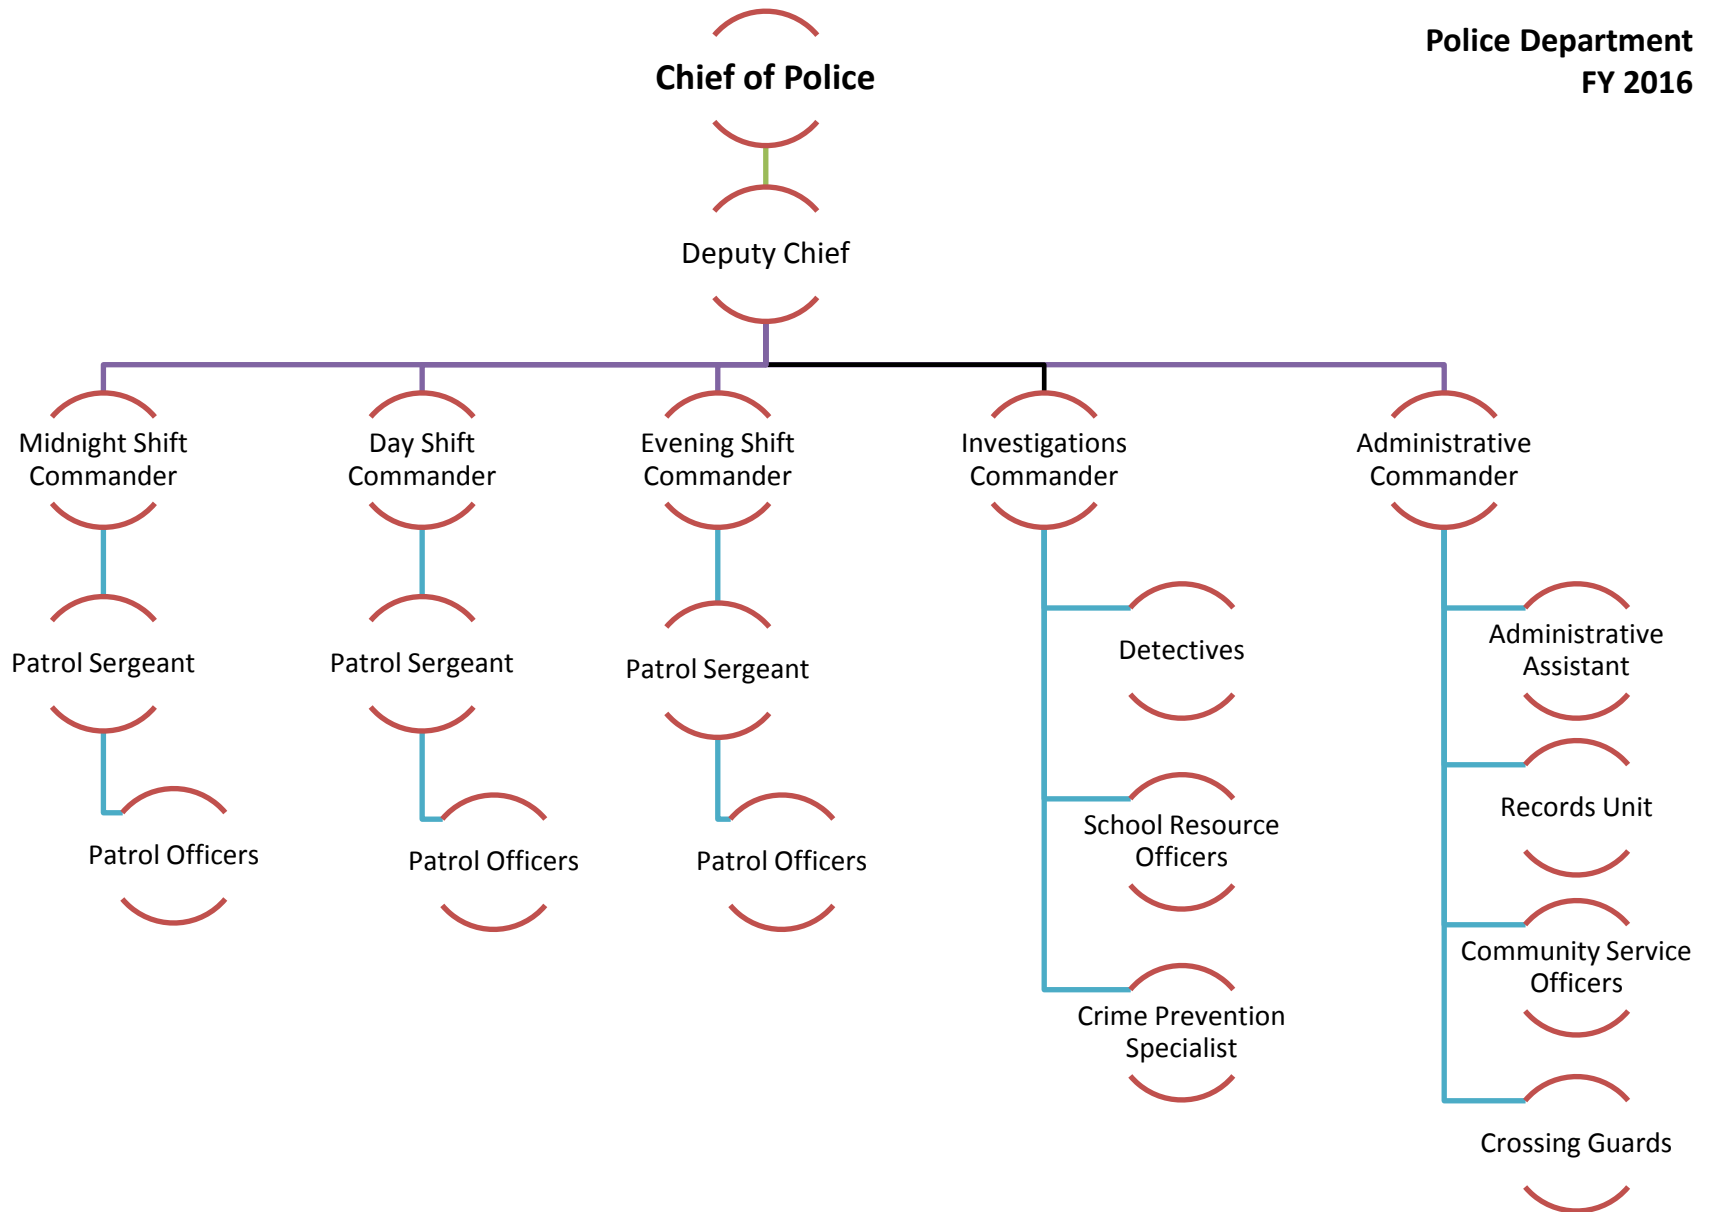 Police Department
FY 2016
Chief of Police
Deputy Chief
Midnight Shift
Commander
Day Shift
Commander
Evening Shift
Commander
Investigations
Commander
Administrative
Commander
Patrol Sergeant
Patrol Officers
Patrol Sergeant
Patrol Officers
Patrol Sergeant
Patrol Officers
Detectives
School Resource
Officers
Crime Prevention
Specialist
Administrative
Assistant
Records Unit
Community Service
Officers
Crossing Guards